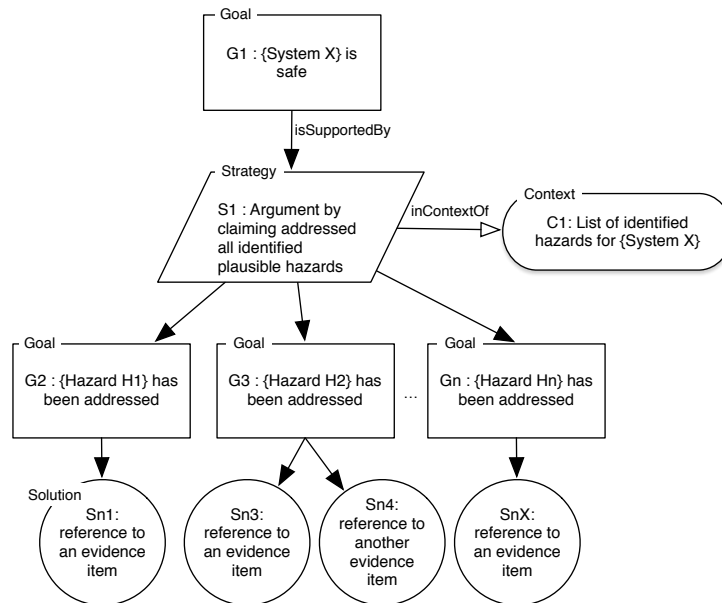 Goal
G1 : {System X} is
safe
isSupportedBy
Strategy
S1 : Argument by
claiming addressed
all identified
plausible hazards
inContextOf
Context
C1: List of identified
hazards for {System X}
Goal
G2 : {Hazard H1} has
been addressed
Goal
G3 : {Hazard H2} has
been addressed
...
Goal
Gn : {Hazard Hn} has
been addressed
Solution
Sn1:
reference to
an evidence
item
Sn3:
reference to
an evidence
item
Sn4:
reference to
another
evidence
item
SnX:
reference to
an evidence
item